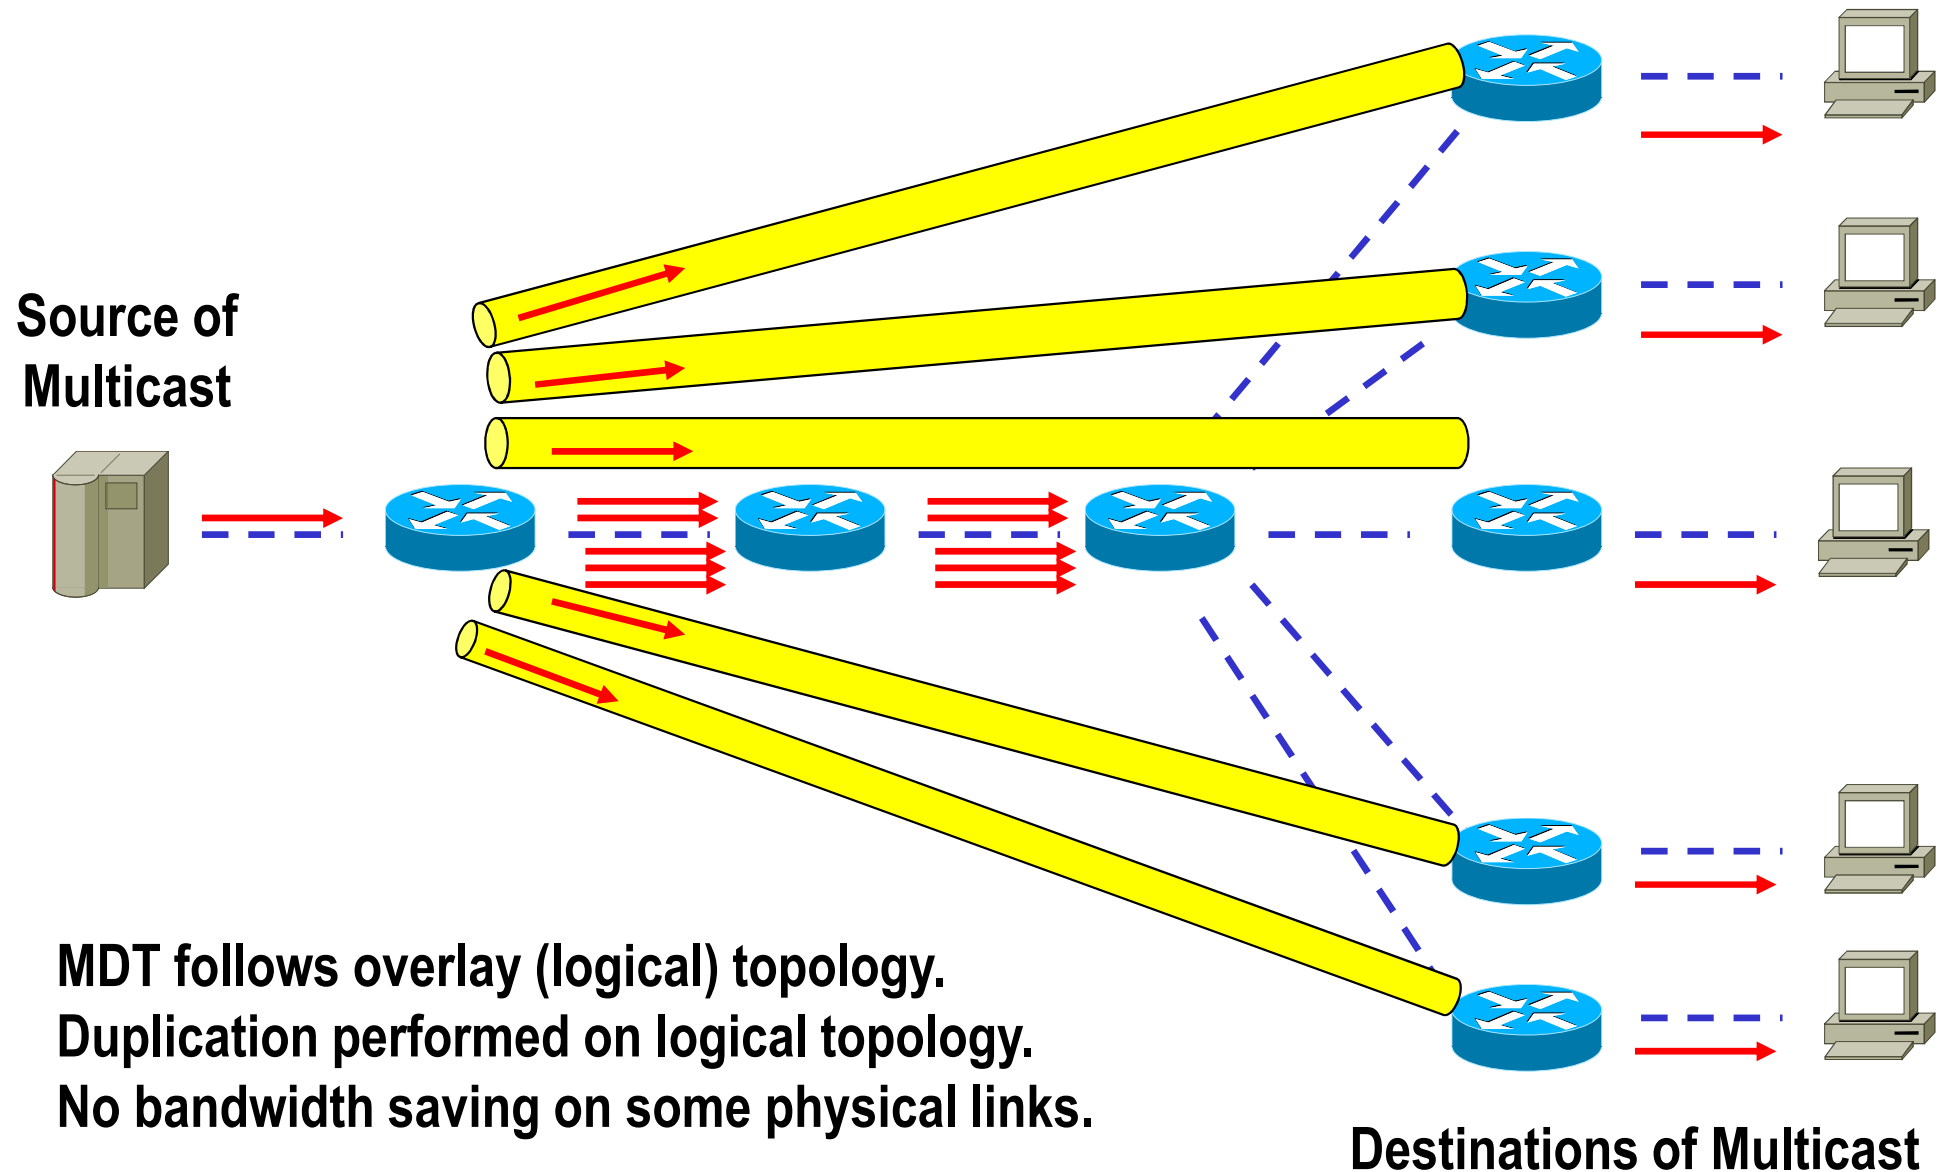 Source of
Multicast
MDT follows overlay (logical) topology.
Duplication performed on logical topology.
No bandwidth saving on some physical links.
Destinations of Multicast